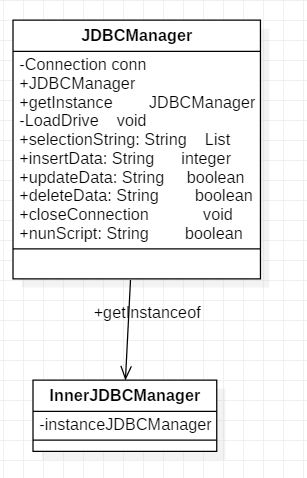 JDBCManager
-Connection conn
+JDBCManager
+getInstance JDBCManager
-LoadDrive void
+selectionString: String List
+insertData: String integer
+updateData: String boolean
+deleteData: String boolean
+closeConnection void
+nunScript: String boolean
+getInstanceof
InnerJDBCManager
-instanceJDBCManager